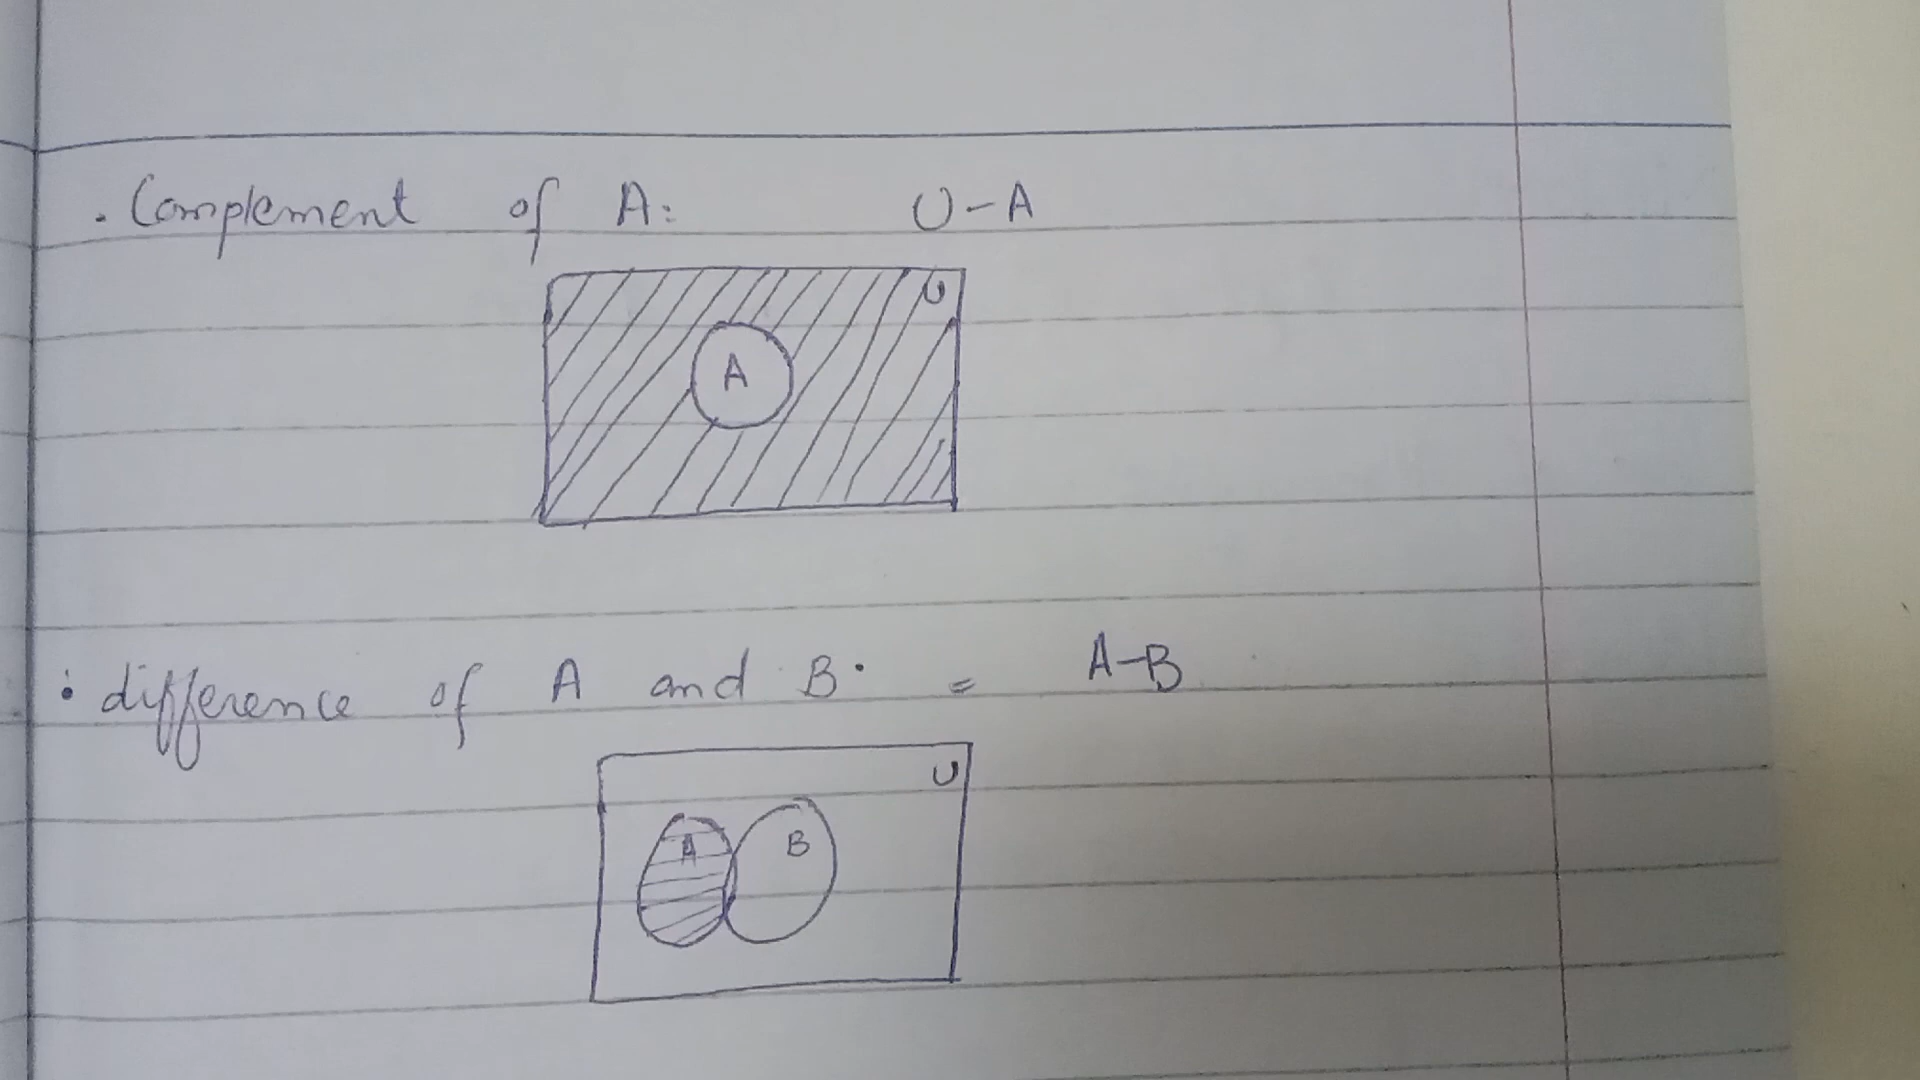 . Complement of A: U-A
U
A
: difference of A and B. = A-B
U
A B